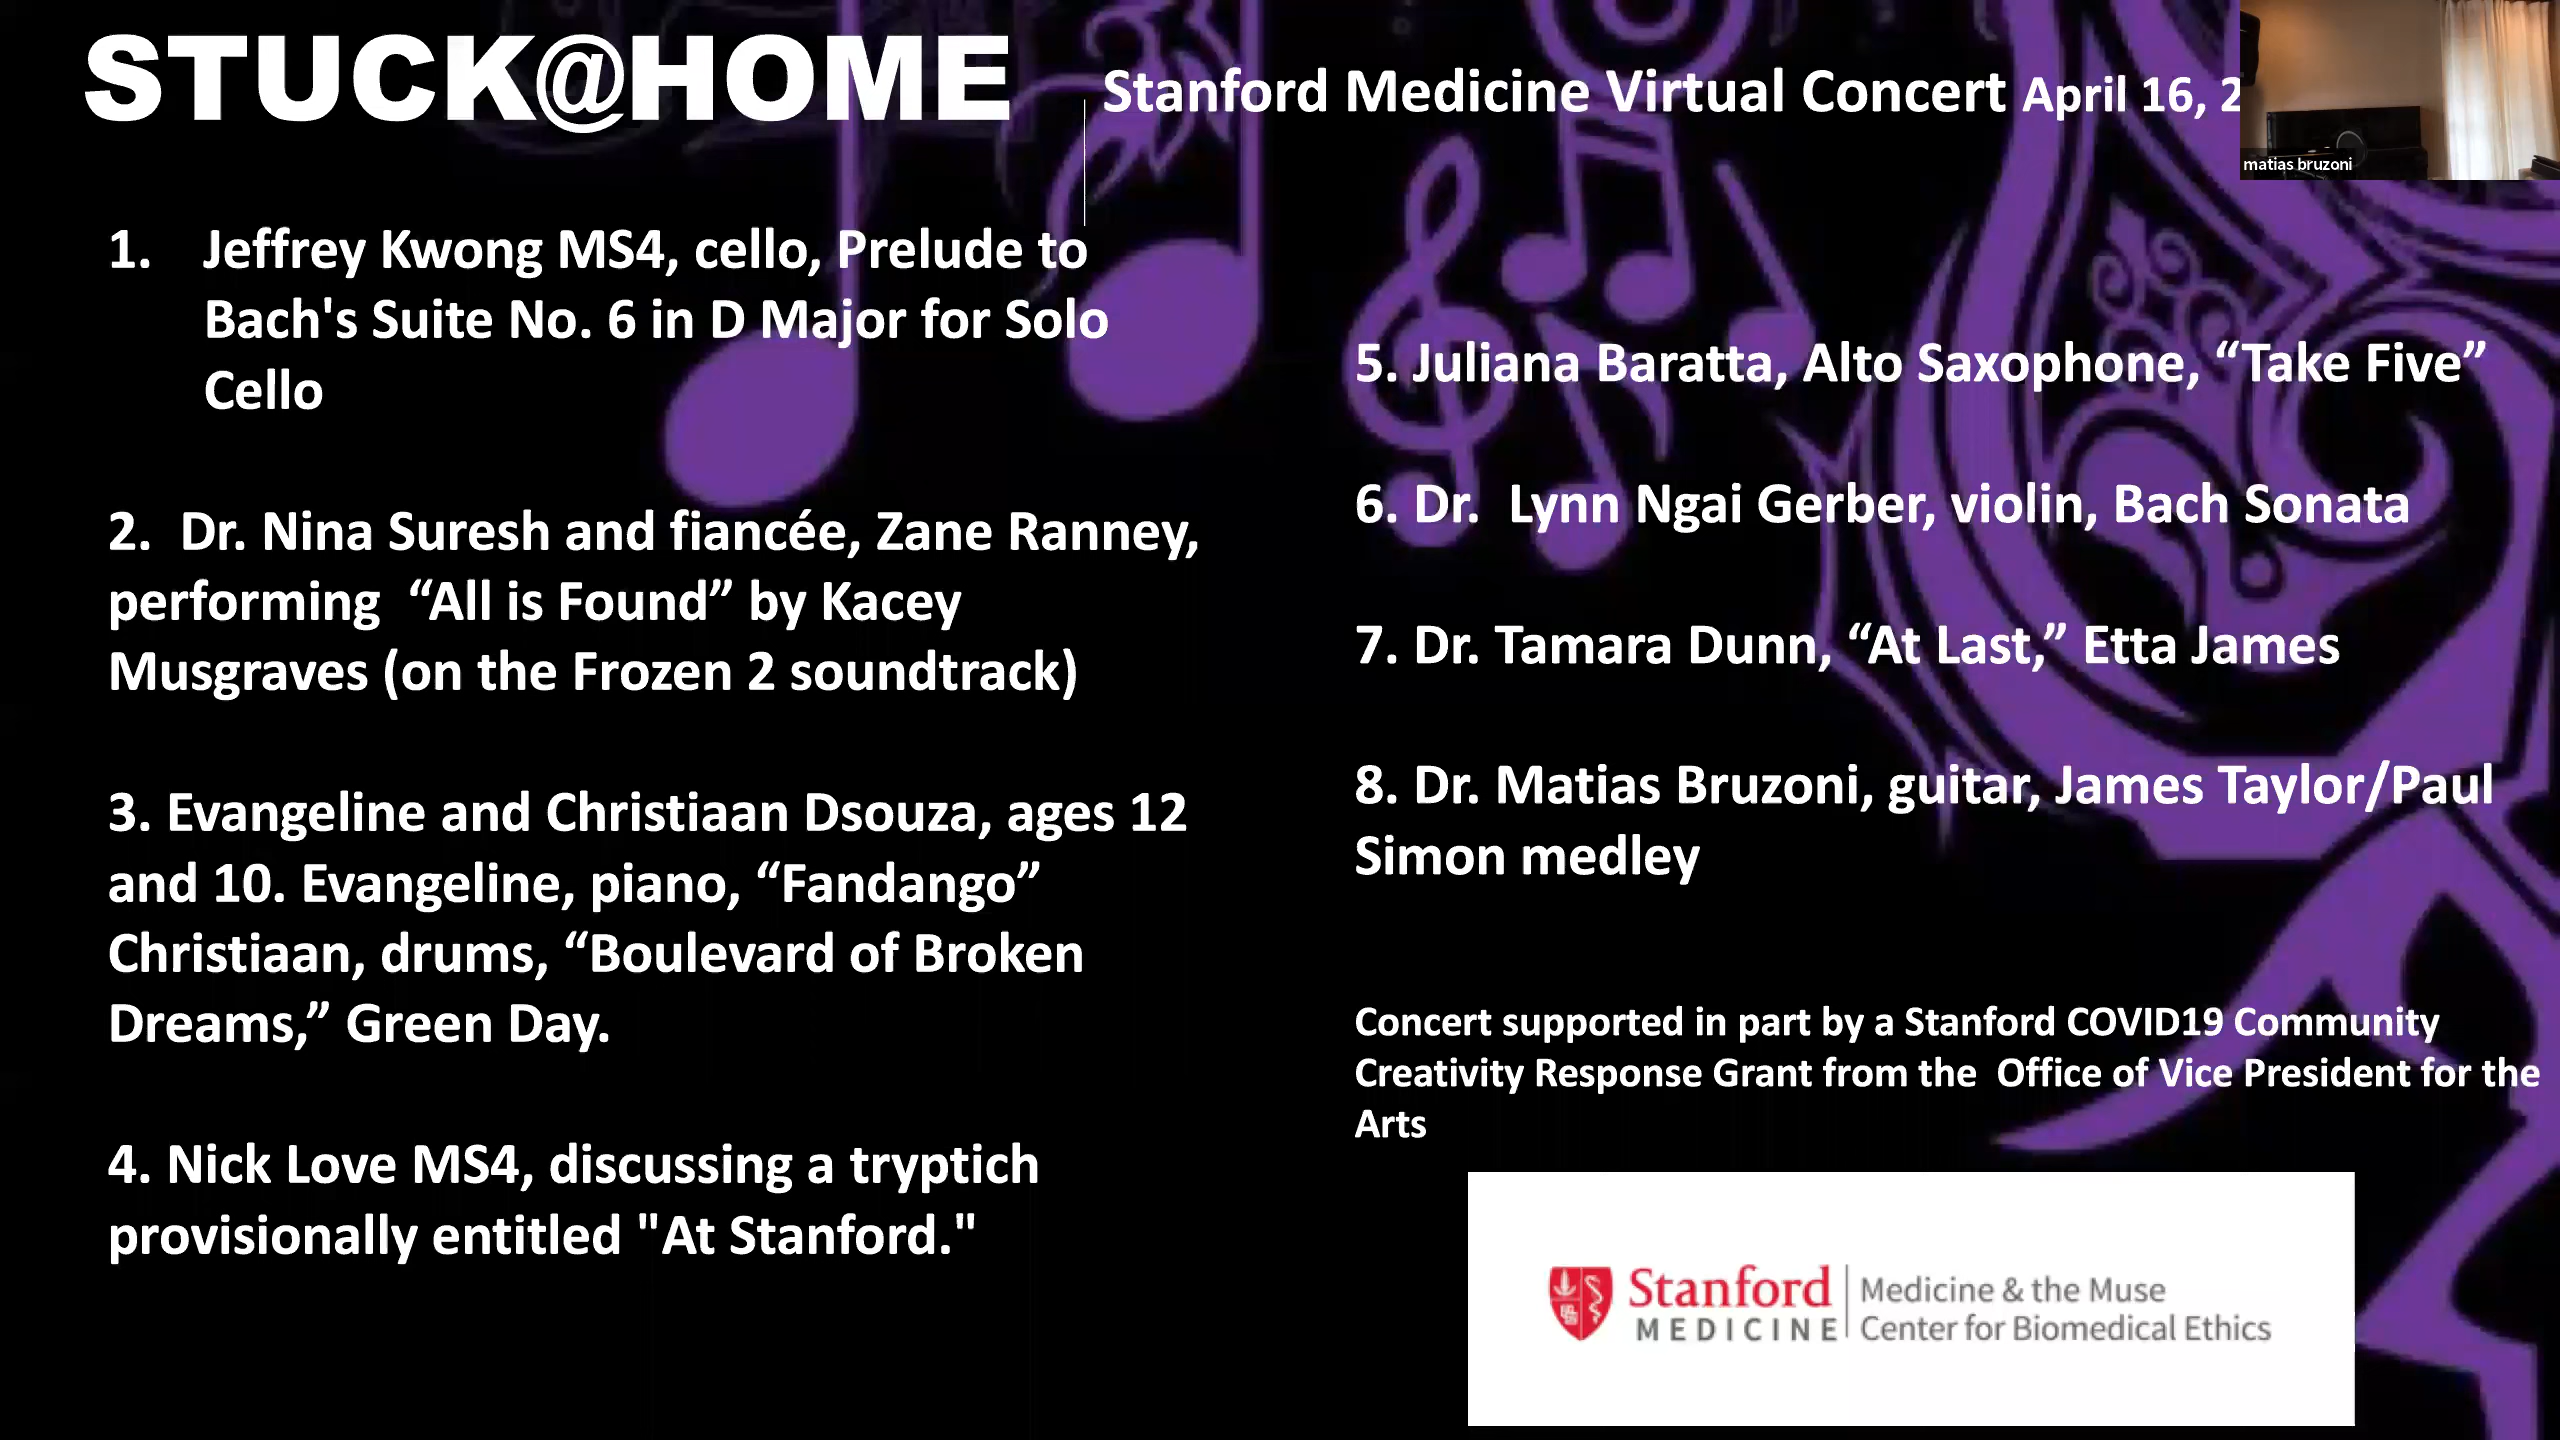 STUCK@HOME
Stanford Medicine Virtual Concert April 16, 2
matias bruzoni
1. Jeffrey Kwong MS4, cello, Prelude to
Bach's Suite No. 6 in D Major for Solo
Cello
2.  Dr. Nina Suresh and fiancée, Zane Ranney,
performing  “All is Found” by Kacey
Musgraves (on the Frozen 2 soundtrack)
3. Evangeline and Christiaan Dsouza, ages 12
and 10. Evangeline, piano, “Fandango”
Christiaan, drums, “Boulevard of Broken
Dreams,” Green Day.
4. Nick Love MS4, discussing a tryptich
provisionally entitled "At Stanford."
5. Juliana Baratta, Alto Saxophone, “Take Five”
6. Dr.  Lynn Ngai Gerber, violin, Bach Sonata
7. Dr. Tamara Dunn, “At Last,” Etta James
8. Dr. Matias Bruzoni, guitar, James Taylor/Paul
Simon medley
Concert supported in part by a Stanford COVID19 Community
Creativity Response Grant from the  Office of Vice President for the
Arts
Stanford
MEDICINE
Medicine & the Muse
Center for Biomedical Ethics